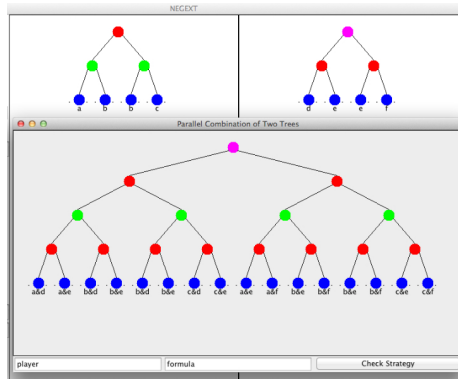 NEGEXT
a b b c d e e f
Parallel Combination of Two Trees
a&d a&e b&d b&e b&d b&e c&d c&e a&e a&f b&e b&f b&e b&f c&e c&f
player formula Check Strategy